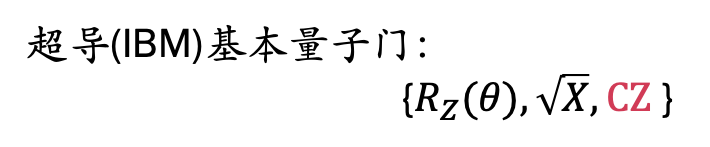 超导(IBM)基本量子门：
{R_Z(θ), √X, CZ }